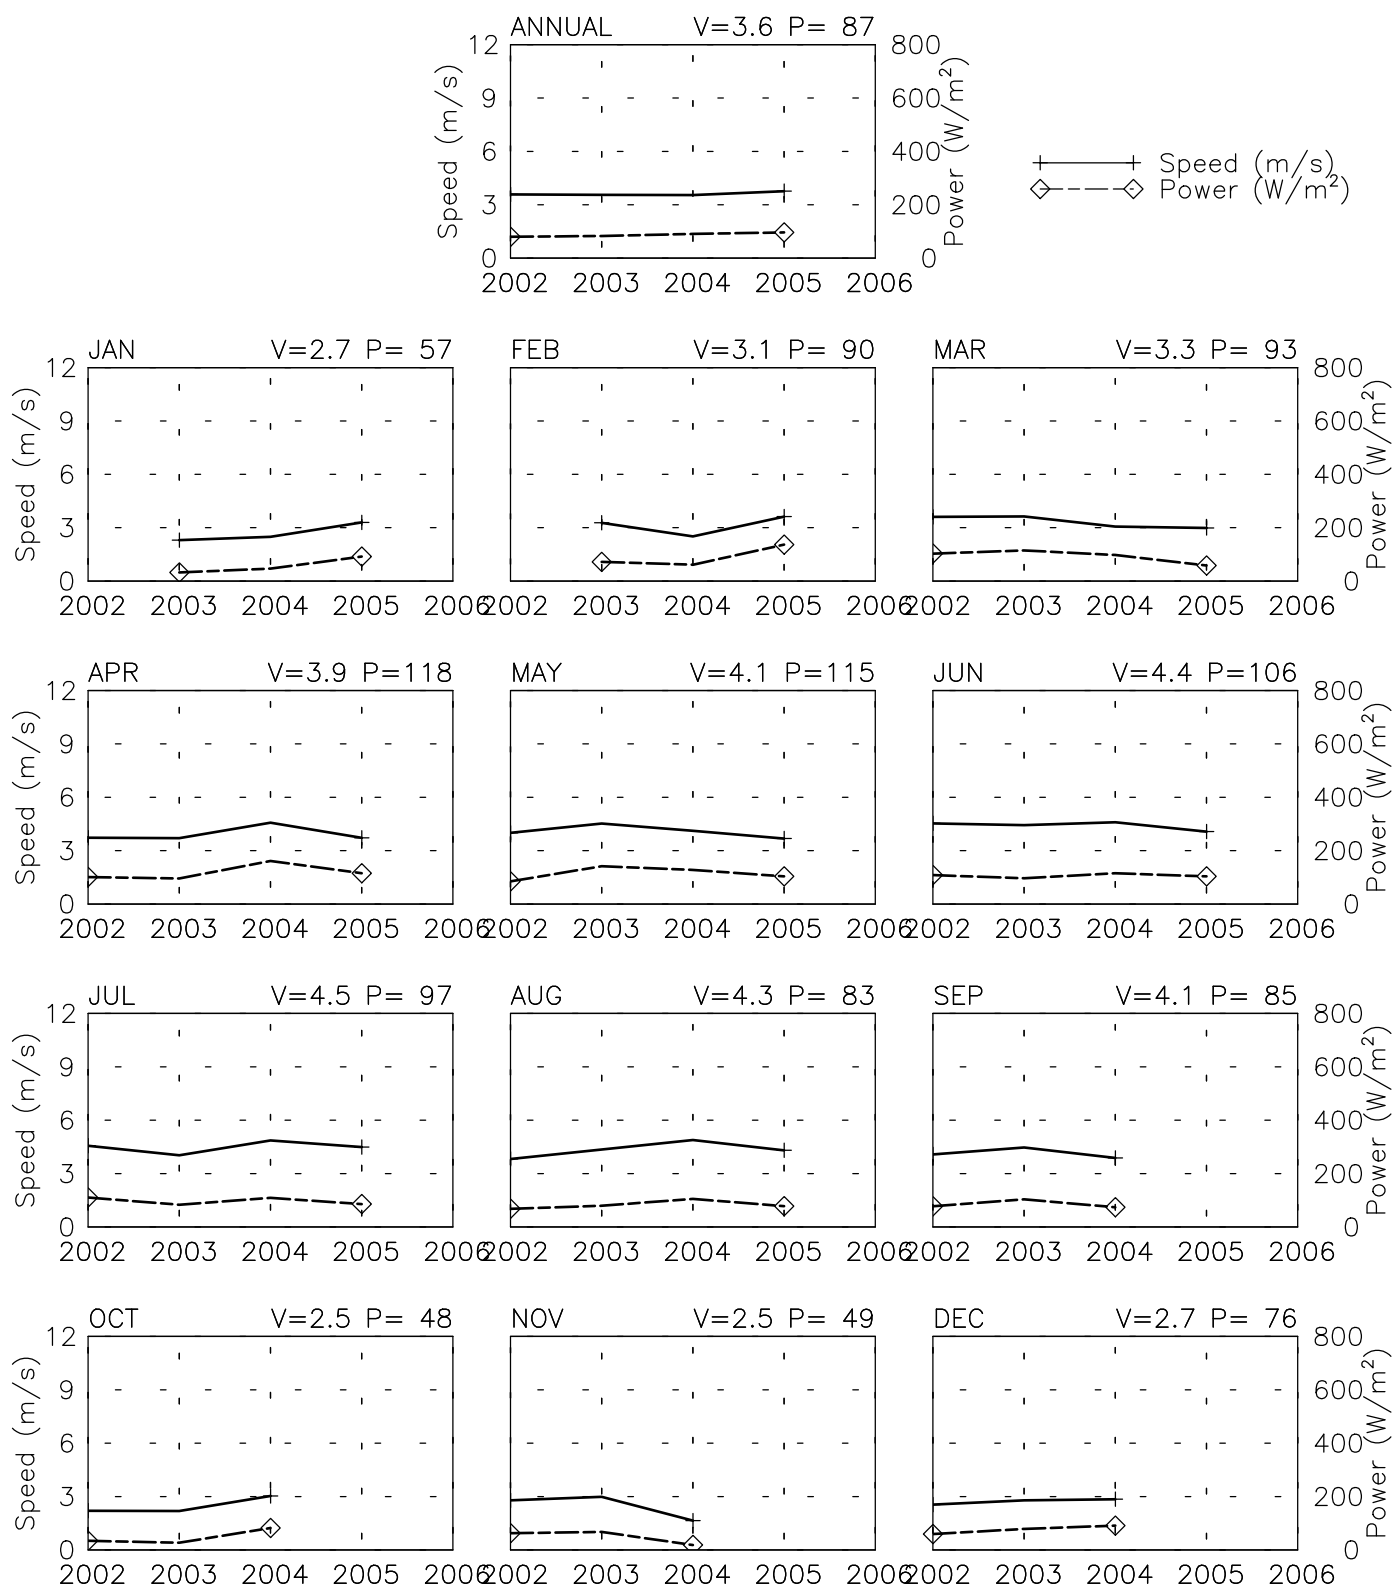 ANNUAL V=3.6 P= 87
12 800
9 600
6 400
3 200
0 0
Speed (m/s)
Power (W/m²)
2002 2003 2004 2005 2006
Speed (m/s)
Power (W/m²)
JAN V=2.7 P= 57 FEB V=3.1 P= 90 MAR V=3.3 P= 93
12 800
9 600
6 400
3 200
0 0
Speed (m/s)
Power (W/m²)
2002 2003 2004 2005 2006 2002 2003 2004 2005 2006 2002 2003 2004 2005 2006
APR V=3.9 P=118 MAY V=4.1 P=115 JUN V=4.4 P=106
12 800
9 600
6 400
3 200
0 0
Speed (m/s)
Power (W/m²)
2002 2003 2004 2005 2006 2002 2003 2004 2005 2006 2002 2003 2004 2005 2006
JUL V=4.5 P= 97 AUG V=4.3 P= 83 SEP V=4.1 P= 85
12 800
9 600
6 400
3 200
0 0
Speed (m/s)
Power (W/m²)
2002 2003 2004 2005 2006 2002 2003 2004 2005 2006 2002 2003 2004 2005 2006
OCT V=2.5 P= 48 NOV V=2.5 P= 49 DEC V=2.7 P= 76
12 800
9 600
6 400
3 200
0 0
Speed (m/s)
Power (W/m²)
2002 2003 2004 2005 2006 2002 2003 2004 2005 2006 2002 2003 2004 2005 2006